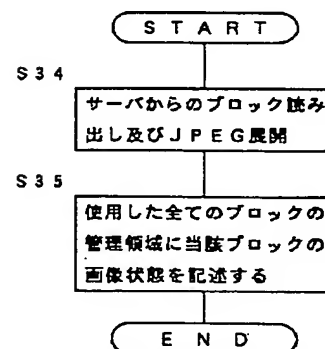 START
S34
サーバからのブロック読み
出し及びJPEG展開
S35
使用した全てのブロックの
管理領域に当該ブロックの
画像状態を記述する
END